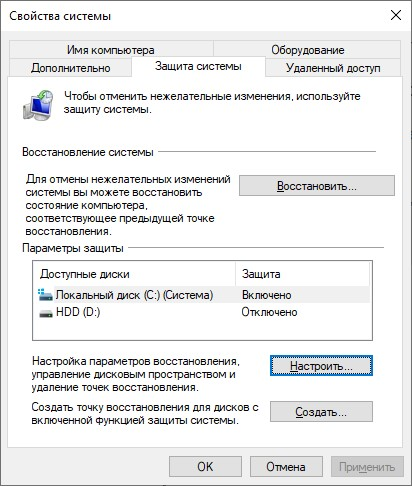 Свойства системы
Имя компьютера
Оборудование
Дополнительно
Защита системы
Удаленный доступ
Чтобы отменить нежелательные изменения, используйте
защиту системы.
Восстановление системы
Для отмены нежелательных изменений
системы вы можете восстановить
состояние компьютера,
соответствующее предыдущей точке
восстановления.
Восстановить...
Параметры защиты
Доступные диски
Защита
Локальный диск (C:) (Система)
Включено
HDD (D:)
Отключено
Настройка параметров восстановления,
управление дисковым пространством и
удаление точек восстановления.
Настроить...
Создать точку восстановления для дисков с
включенной функцией защиты системы.
Создать...
ОК
Отмена
Применить